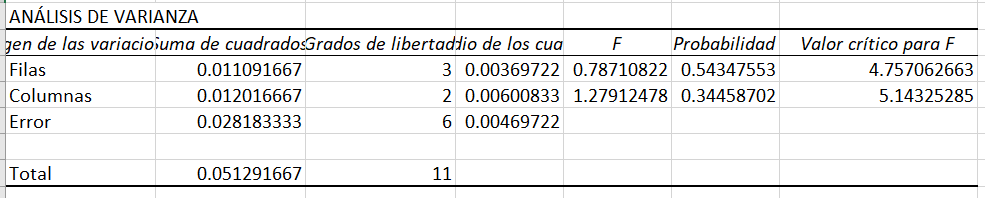 ANÁLISIS DE VARIANZA
gen de las variacio Suma de cuadrados Grados de libertad dio de los cua F Probabilidad Valor crítico para F
Filas 0.011091667 3 0.00369722 0.78710822 0.54347553 4.757062663
Columnas 0.012016667 2 0.00600833 1.27912478 0.34458702 5.14325285
Error 0.028183333 6 0.00469722
Total 0.051291667 11